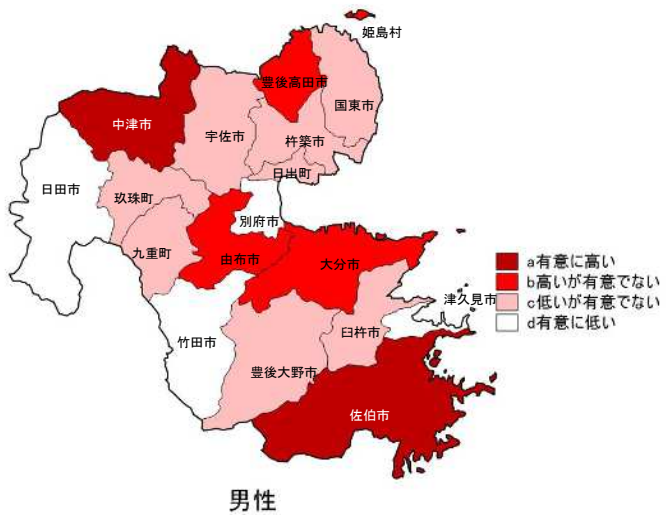 姫島村
豊後高田市
国東市
中津市
宇佐市
杵築市
日出町
日田市
玖珠町
別府市
九重町
由布市
大分市
津久見市
竹田市
臼杵市
豊後大野市
佐伯市
a有意に高い
b高いが有意でない
c低いが有意でない
d有意に低い
男性